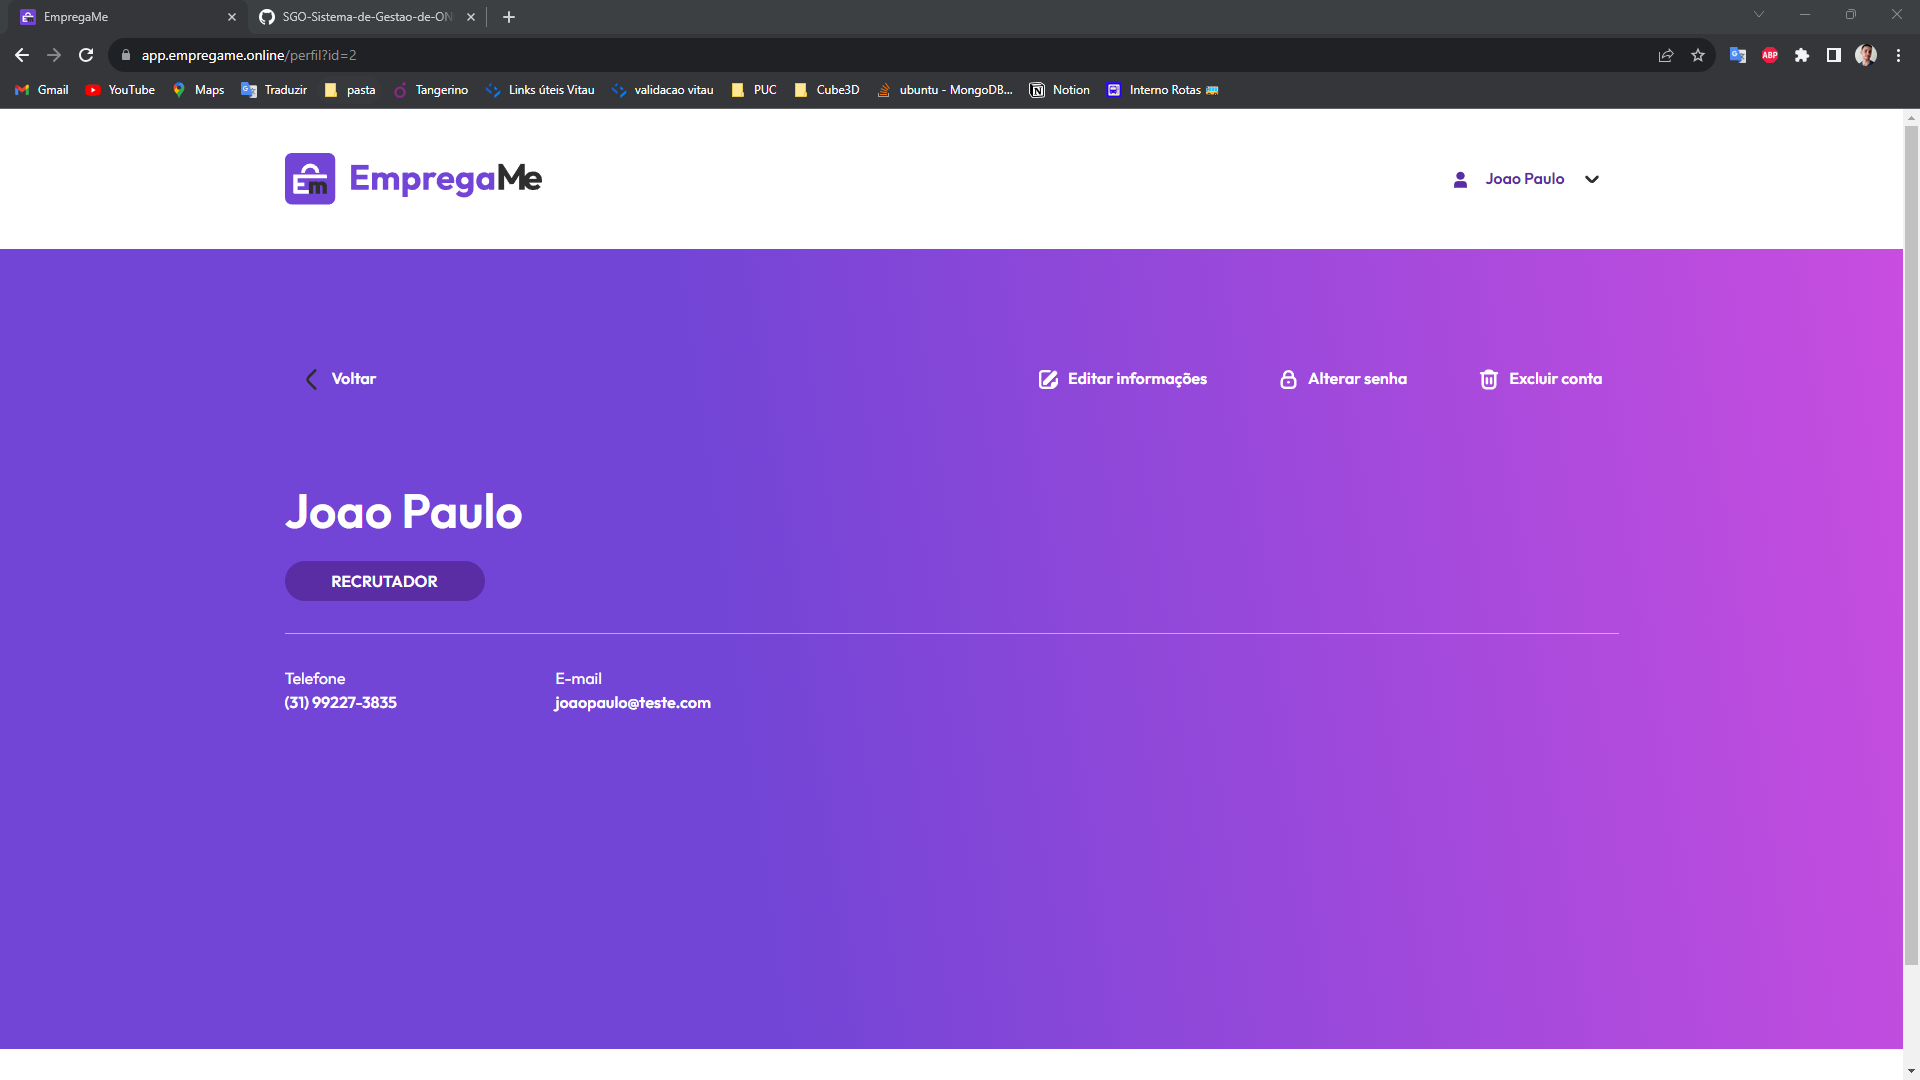 EmpregaMe
SGO-Sistema-de-Gestao-de-ON
app.empregame.online/perfil?id=2
ABP
Gmail YouTube Maps Traduzir pasta Tangerino Links úteis Vitau validacao vitau PUC Cube3D ubuntu - MongoDB... Notion Interno Rotas
Em EmpregaMe
Joao Paulo
Voltar
Editar informações
Alterar senha
Excluir conta
Joao Paulo
RECRUTADOR
Telefone
(31) 99227-3835
E-mail
joaopaulo@teste.com